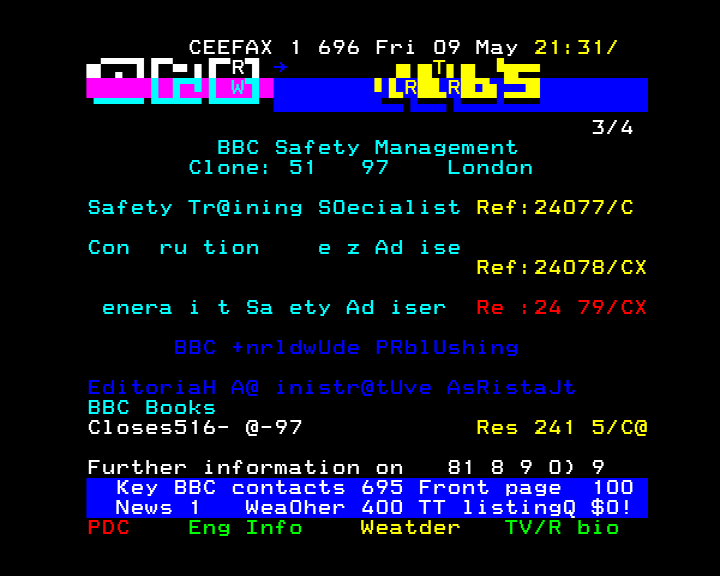 CEEFAX 1 696 Fri 09 May 21:31/
3/4
BBC Safety Management
Clone: 51 97 London
Safety Tr@ining SOecialist Ref:24077/C
Con ru tion e z Ad ise
Ref:24078/CX
enera i t Sa ety Ad iser Re :24 79/CX
BBC +nrldwUde PRblUshing
EditoriaH A@ inistr@tUve AsRistaJt
BBC Books
Closes516- @-97 Res 241 5/C@
Further information on 81 8 9 0) 9
Key BBC contacts 695 Front page 100
News 1 WeaOher 400 TT listingQ $0!
PDC Eng Info Weatder TV/R bio